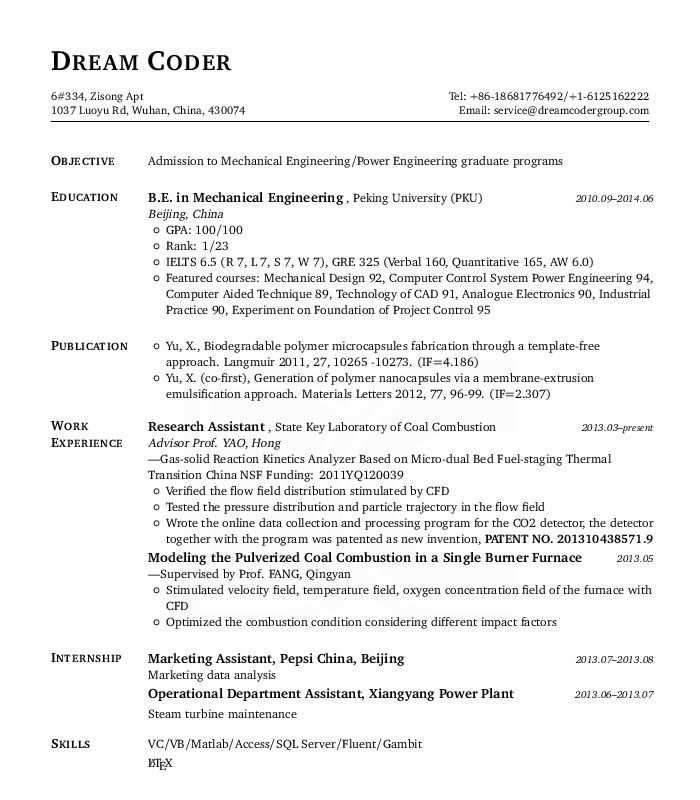 DREAM CODER
6#334, Zisong Apt
Tel: +86-18681776492/+1-6125162222
1037 Luoyu Rd, Wuhan, China, 430074
Email: service@dreamcodergroup.com
OBJECTIVE
Admission to Mechanical Engineering/Power Engineering graduate programs
EDUCATION
B.E. in Mechanical Engineering , Peking University (PKU)
2010.09–2014.06
Beijing, China
GPA: 100/100
Rank: 1/23
IELTS 6.5 (R 7, L 7, S 7, W 7), GRE 325 (Verbal 160, Quantitative 165, AW 6.0)
Featured courses: Mechanical Design 92, Computer Control System Power Engineering 94,
Computer Aided Technique 89, Technology of CAD 91, Analogue Electronics 90, Industrial
Practice 90, Experiment on Foundation of Project Control 95
PUBLICATION
Yu, X., Biodegradable polymer microcapsules fabrication through a template-free
approach. Langmuir 2011, 27, 10265 -10273. (IF=4.186)
Yu, X. (co-first), Generation of polymer nanocapsules via a membrane-extrusion
emulsification approach. Materials Letters 2012, 77, 96-99. (IF=2.307)
WORK
EXPERIENCE
Research Assistant , State Key Laboratory of Coal Combustion
2013.03–present
Advisor Prof. YAO, Hong
—Gas-solid Reaction Kinetics Analyzer Based on Micro-dual Bed Fuel-staging Thermal
Transition China NSF Funding: 2011YQ120039
Verified the flow field distribution stimulated by CFD
Tested the pressure distribution and particle trajectory in the flow field
Wrote the online data collection and processing program for the CO2 detector, the detector
together with the program was patented as new invention, PATENT NO. 201310438571.9
Modeling the Pulverized Coal Combustion in a Single Burner Furnace
2013.05
—Supervised by Prof. FANG, Qingyan
Stimulated velocity field, temperature field, oxygen concentration field of the furnace with
CFD
Optimized the combustion condition considering different impact factors
INTERNSHIP
Marketing Assistant, Pepsi China, Beijing
2013.07–2013.08
Marketing data analysis
Operational Department Assistant, Xiangyang Power Plant
2013.06–2013.07
Steam turbine maintenance
SKILLS
VC/VB/Matlab/Access/SQL Server/Fluent/Gambit
LATEX